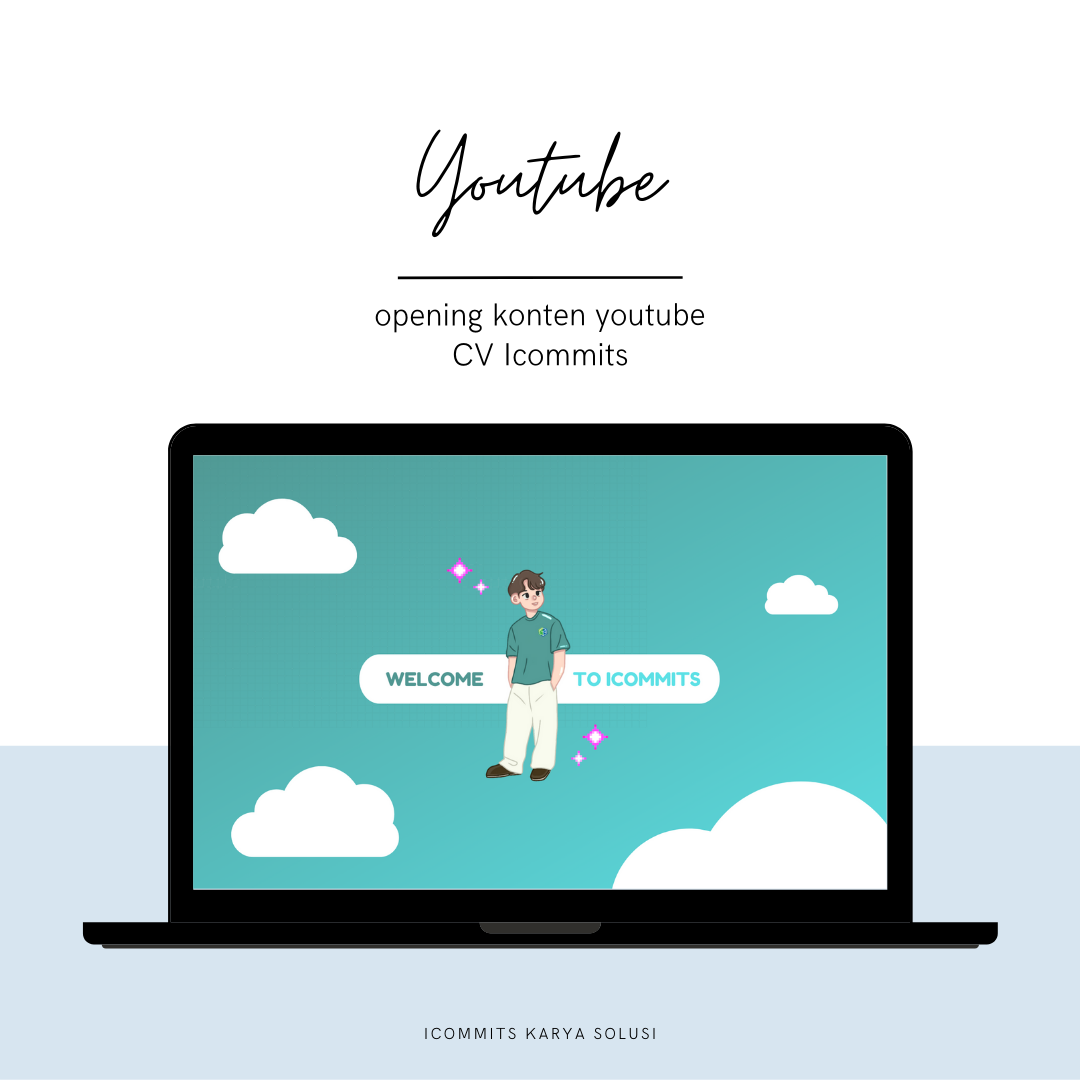 Youtube
opening konten youtube
CV Icommits
WELCOME TO ICOMMITS
ICOMMITS KARYA SOLUSI